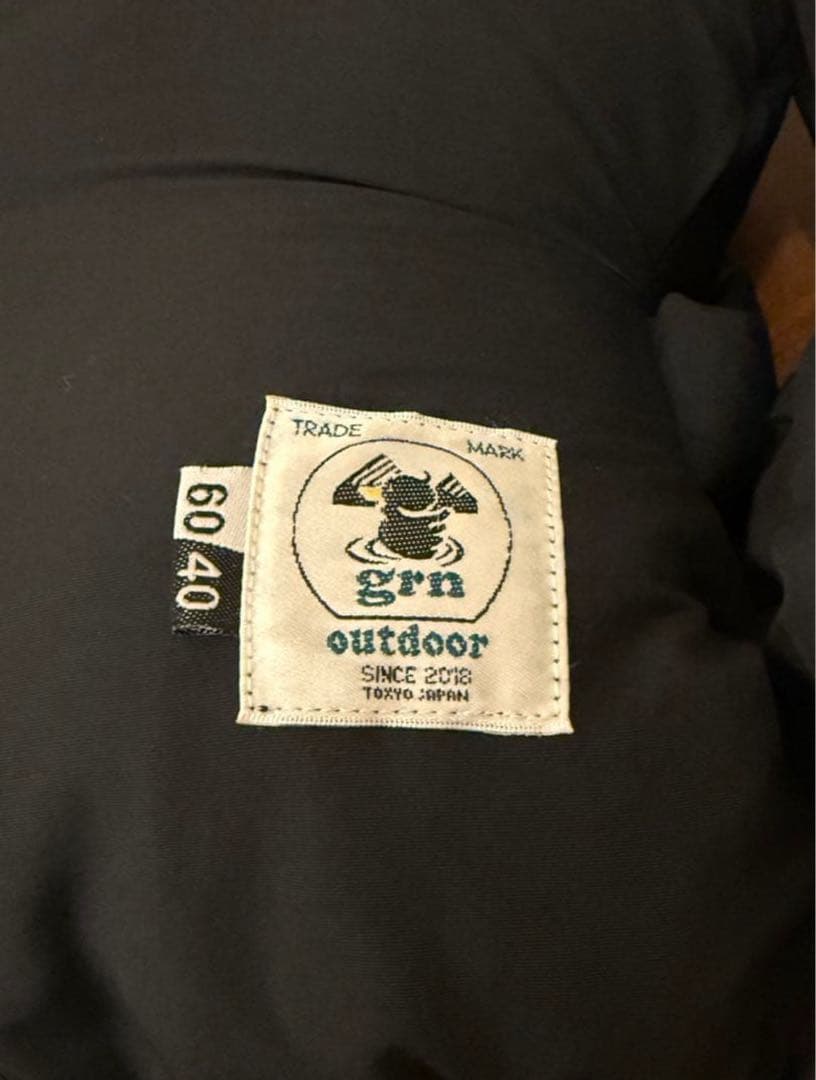 TRADE MARK
60 40
grn
outdoor
SINCE 2018
TOKYO JAPAN